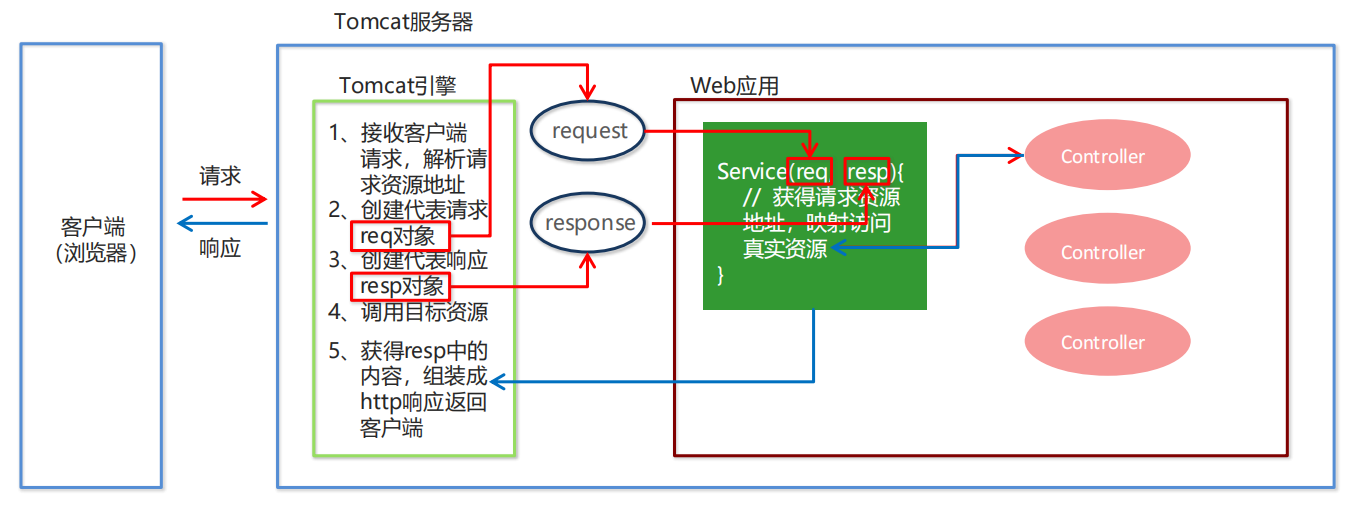 Tomcat服务器
Tomcat引擎
Web应用
1、接收客户端
请求，解析请
求资源地址
2、创建代表请求
req对象
3、创建代表响应
resp对象
4、调用目标资源
5、获得resp中的
内容，组装成
http响应返回
客户端
请求
响应
客户端
（浏览器）
request
response
Service(req resp){
// 获得请求资源
地址，映射访问
真实资源
}
Controller
Controller
Controller